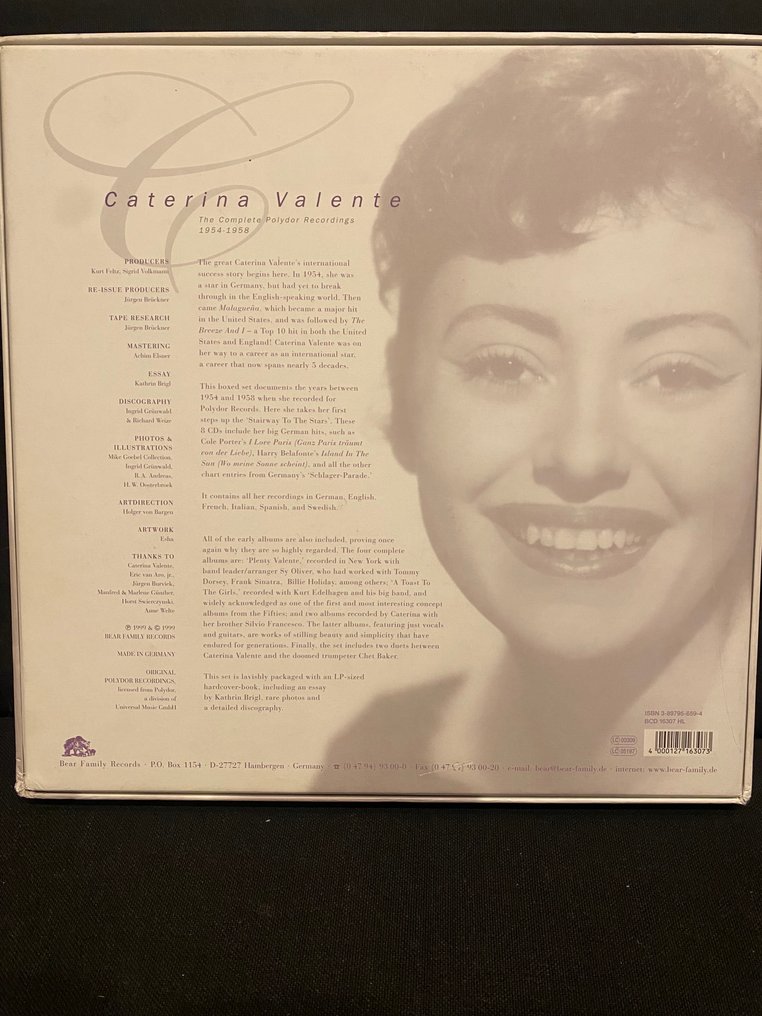 Caterina Valente
The Complete Polydor Recordings
1954-1958
PRODUCERS
Kurt Feltz, Sigrid Volkmann
RE-ISSUE PRODUCERS
Jürgen Brückner
TAPE RESEARCH
Jürgen Brückner
MASTERING
Achim Elsner
ESSAY
Kathrin Brigl
DISCOGRAPHY
Ingrid Grünwald
& Richard Weize
PHOTOS &
ILLUSTRATIONS
Mike Goebel Collection,
Ingrid Grünwald,
R.A. Andreas,
H.W. Oosterbroek
ARTDIRECTION
Holger von Bargen
ARTWORK
Esha
THANKS TO
Caterina Valente,
Eric van Aro, jr.,
Jürgen Burviek,
Manfred & Marlene Günther,
Horst Swierczynski,
Anne Welte
℗ 1999 & © 1999
BEAR FAMILY RECORDS
MADE IN GERMANY
ORIGINAL
POLYDOR RECORDINGS,
licensed from Polydor,
a division of
Universal Music GmbH
The great Caterina Valente's international
success story begins here. In 1954, she was
a star in Germany, but had yet to break
through in the English-speaking world. Then
came Malagueña, which became a major hit
in the United States, and was followed by The
Breeze And I – a Top 10 hit in both the United
States and England! Caterina Valente was on
her way to a career as an international star,
a career that now spans nearly 5 decades.
This boxed set documents the years between
1954 and 1958 when she recorded for
Polydor Records. Here she takes her first
steps up the 'Stairway To The Stars'. These
8 CDs include her big German hits, such as
Cole Porter's I Love Paris (Ganz Paris träumt
von der Liebe), Harry Belafonte's Island In The
Sun (Wo meine Sonne scheint), and all the other
chart entries from Germany's 'Schlager-Parade.'
It contains all her recordings in German, English,
French, Italian, Spanish, and Swedish.
All of the early albums are also included, proving once
again why they are so highly regarded. The four complete
albums are: 'Plenty Valente,' recorded in New York with
band leader/arranger Sy Oliver, who had worked with Tommy
Dorsey, Frank Sinatra, Billie Holiday, among others; 'A Toast To
The Girls,' recorded with Kurt Edelhagen and his big band, and
widely acknowledged as one of the first and most interesting concept
albums from the Fifties; and two albums recorded by Caterina with
her brother Silvio Francesco. The latter albums, featuring just vocals
and guitars, are works of stilling beauty and simplicity that have
endured for generations. Finally, the set includes two duets between
Caterina Valente and the doomed trumpeter Chet Baker.
This set is lavishly packaged with an LP-sized
hardcover-book, including an essay
by Kathrin Brigl, rare photos and
a detailed discography.
ISBN 3-89795-659-4
BCD 16307 HL
LC 00309
LC 05197
4 000127 163073
Bear Family Records · P.O. Box 1154 · D-27727 Hambergen · Germany · ☎ (0 47 94) 93 00-0 · Fax (0 47 94) 93 00-20 · e-mail: bear@bear-family.de · internet: www.bear-family.de